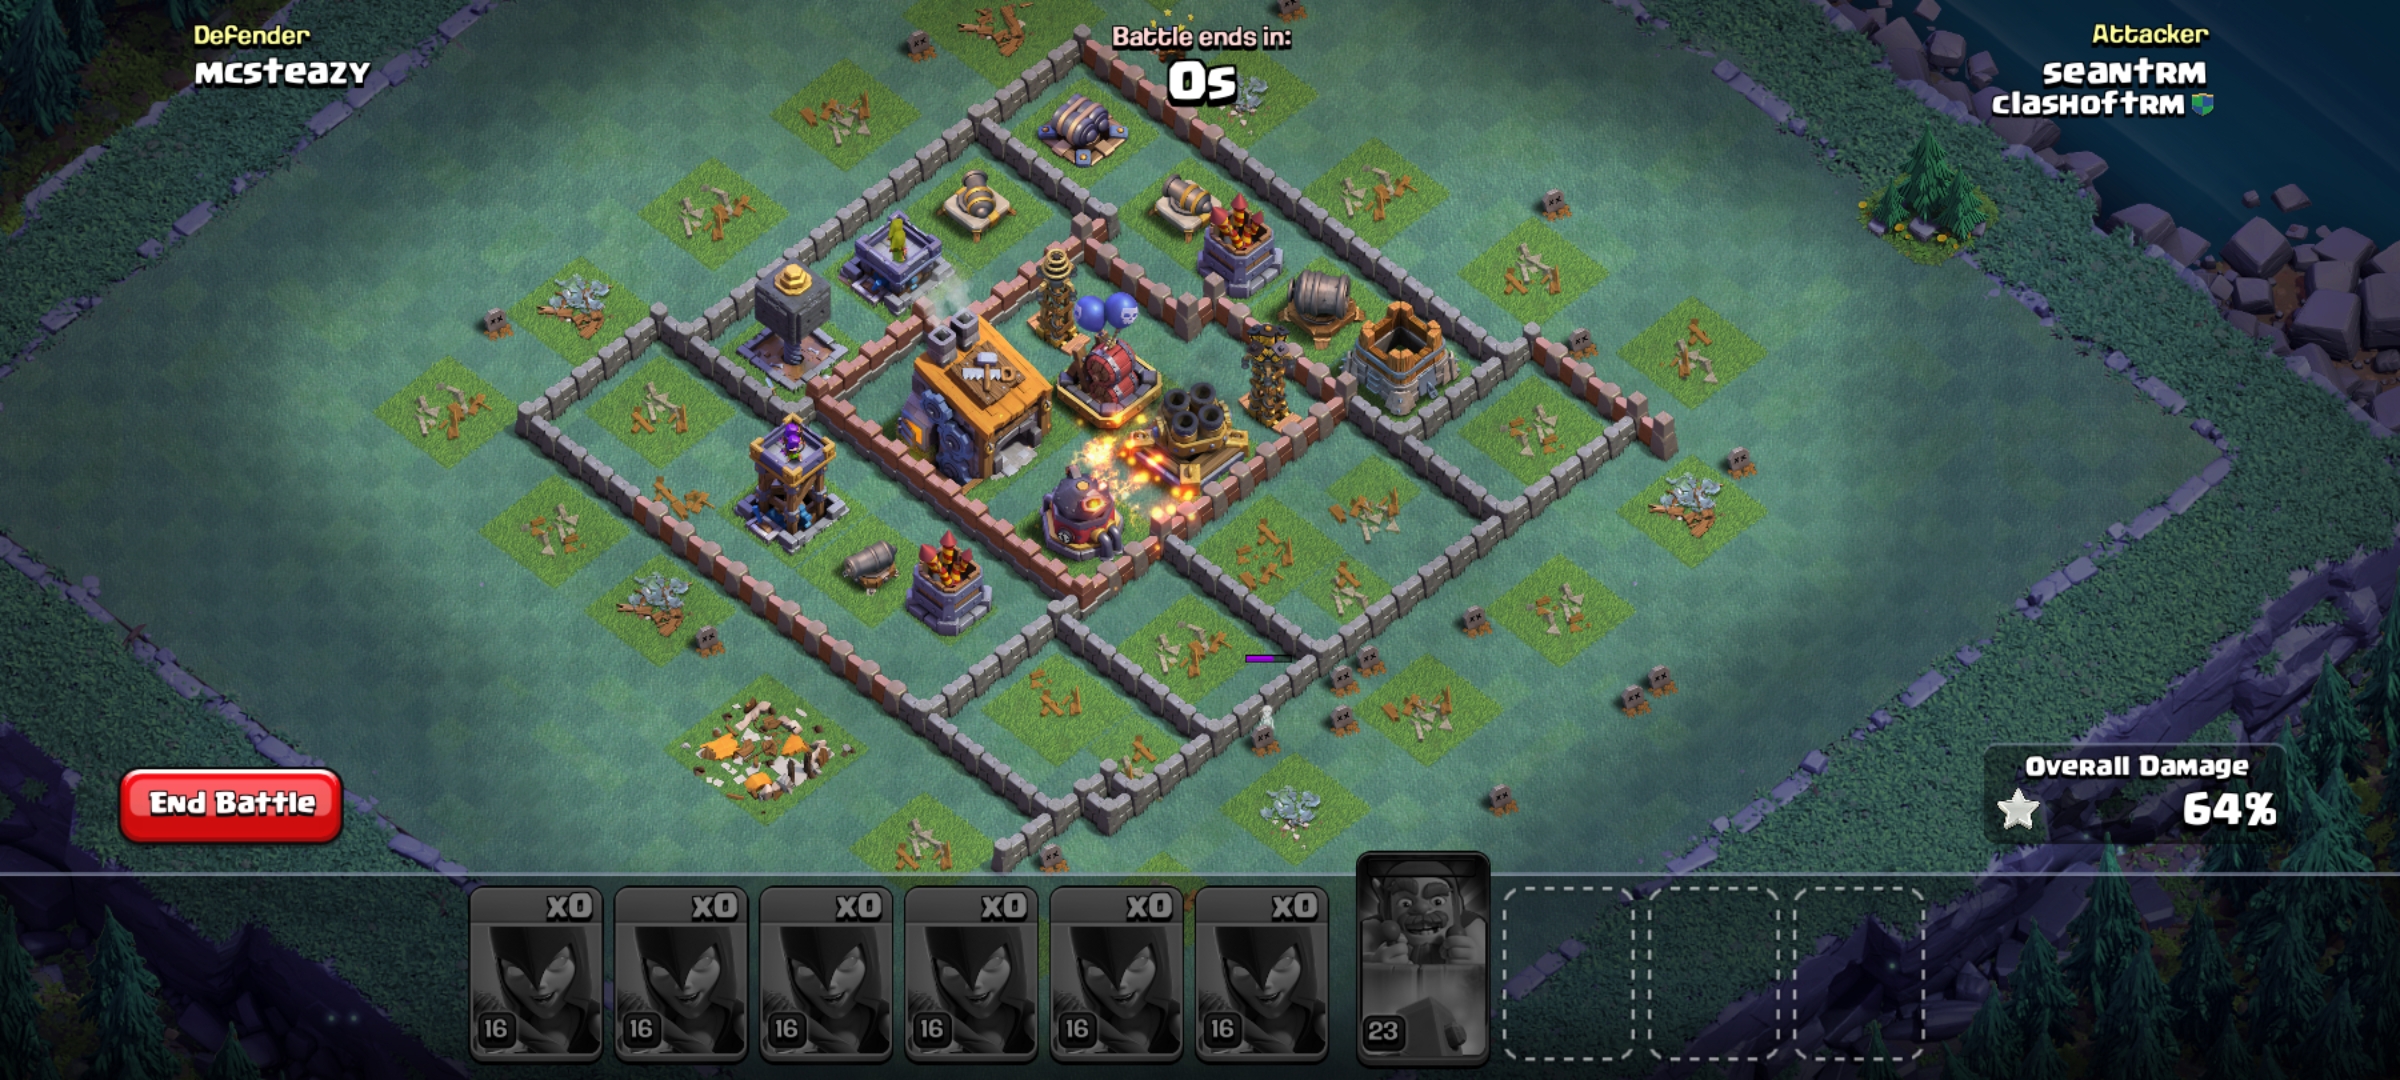 Defender
mcsteazy
Battle ends in:
0s
Attacker
seantRM
clashoftRM
End Battle
Overall Damage
64%
x0
x0
x0
x0
x0
x0
16
16
16
16
16
16
23